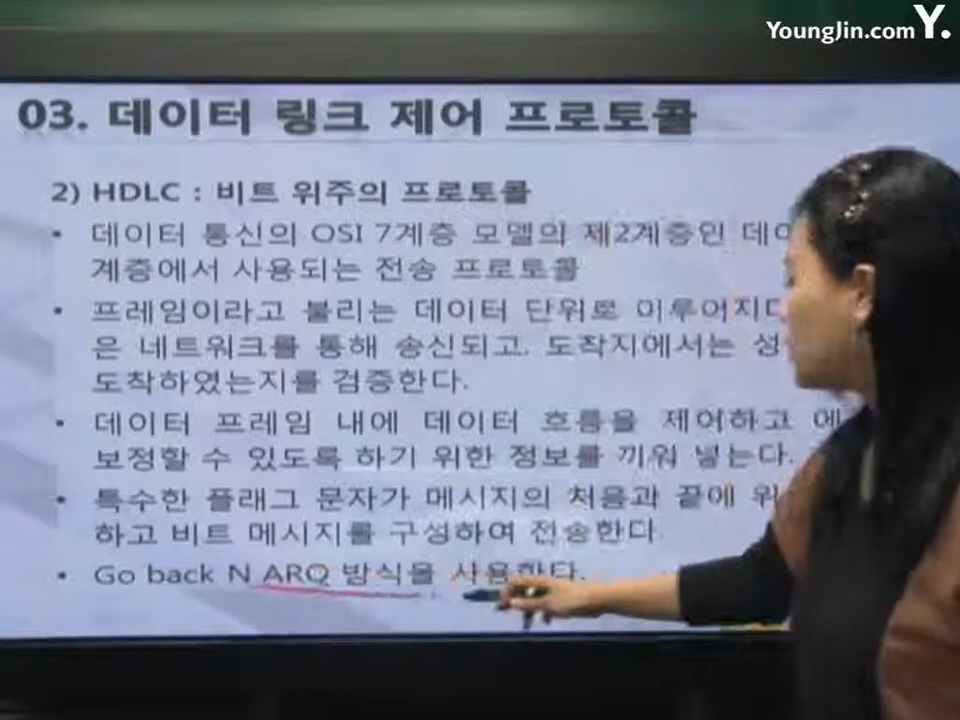 YoungJin.com Y.
03. 데이터 링크 제어 프로토콜
2) HDLC : 비트 위주의 프로토콜
• 데이터 통신의 OSI 7계층 모델의 제2계층인
계층에서 사용되는 전송 프로토콜
• 프레임이라고 불리는 데이터 단위로 이루어지다
은 네트워크를 통해 송신되고, 도착지에서는 성
도착하였는지를 검증한다.
• 데이터 프레임 내에 데이터 흐름을 제어하고 에
보정할 수 있도록 하기 위한 정보를 끼워 넣는다.
• 특수한 플래그 문자가 메시지의 처음과 끝에 위
하고 비트 메시지를 구성하여 전송한다.
• Go back N ARQ 방식을 사용한다.